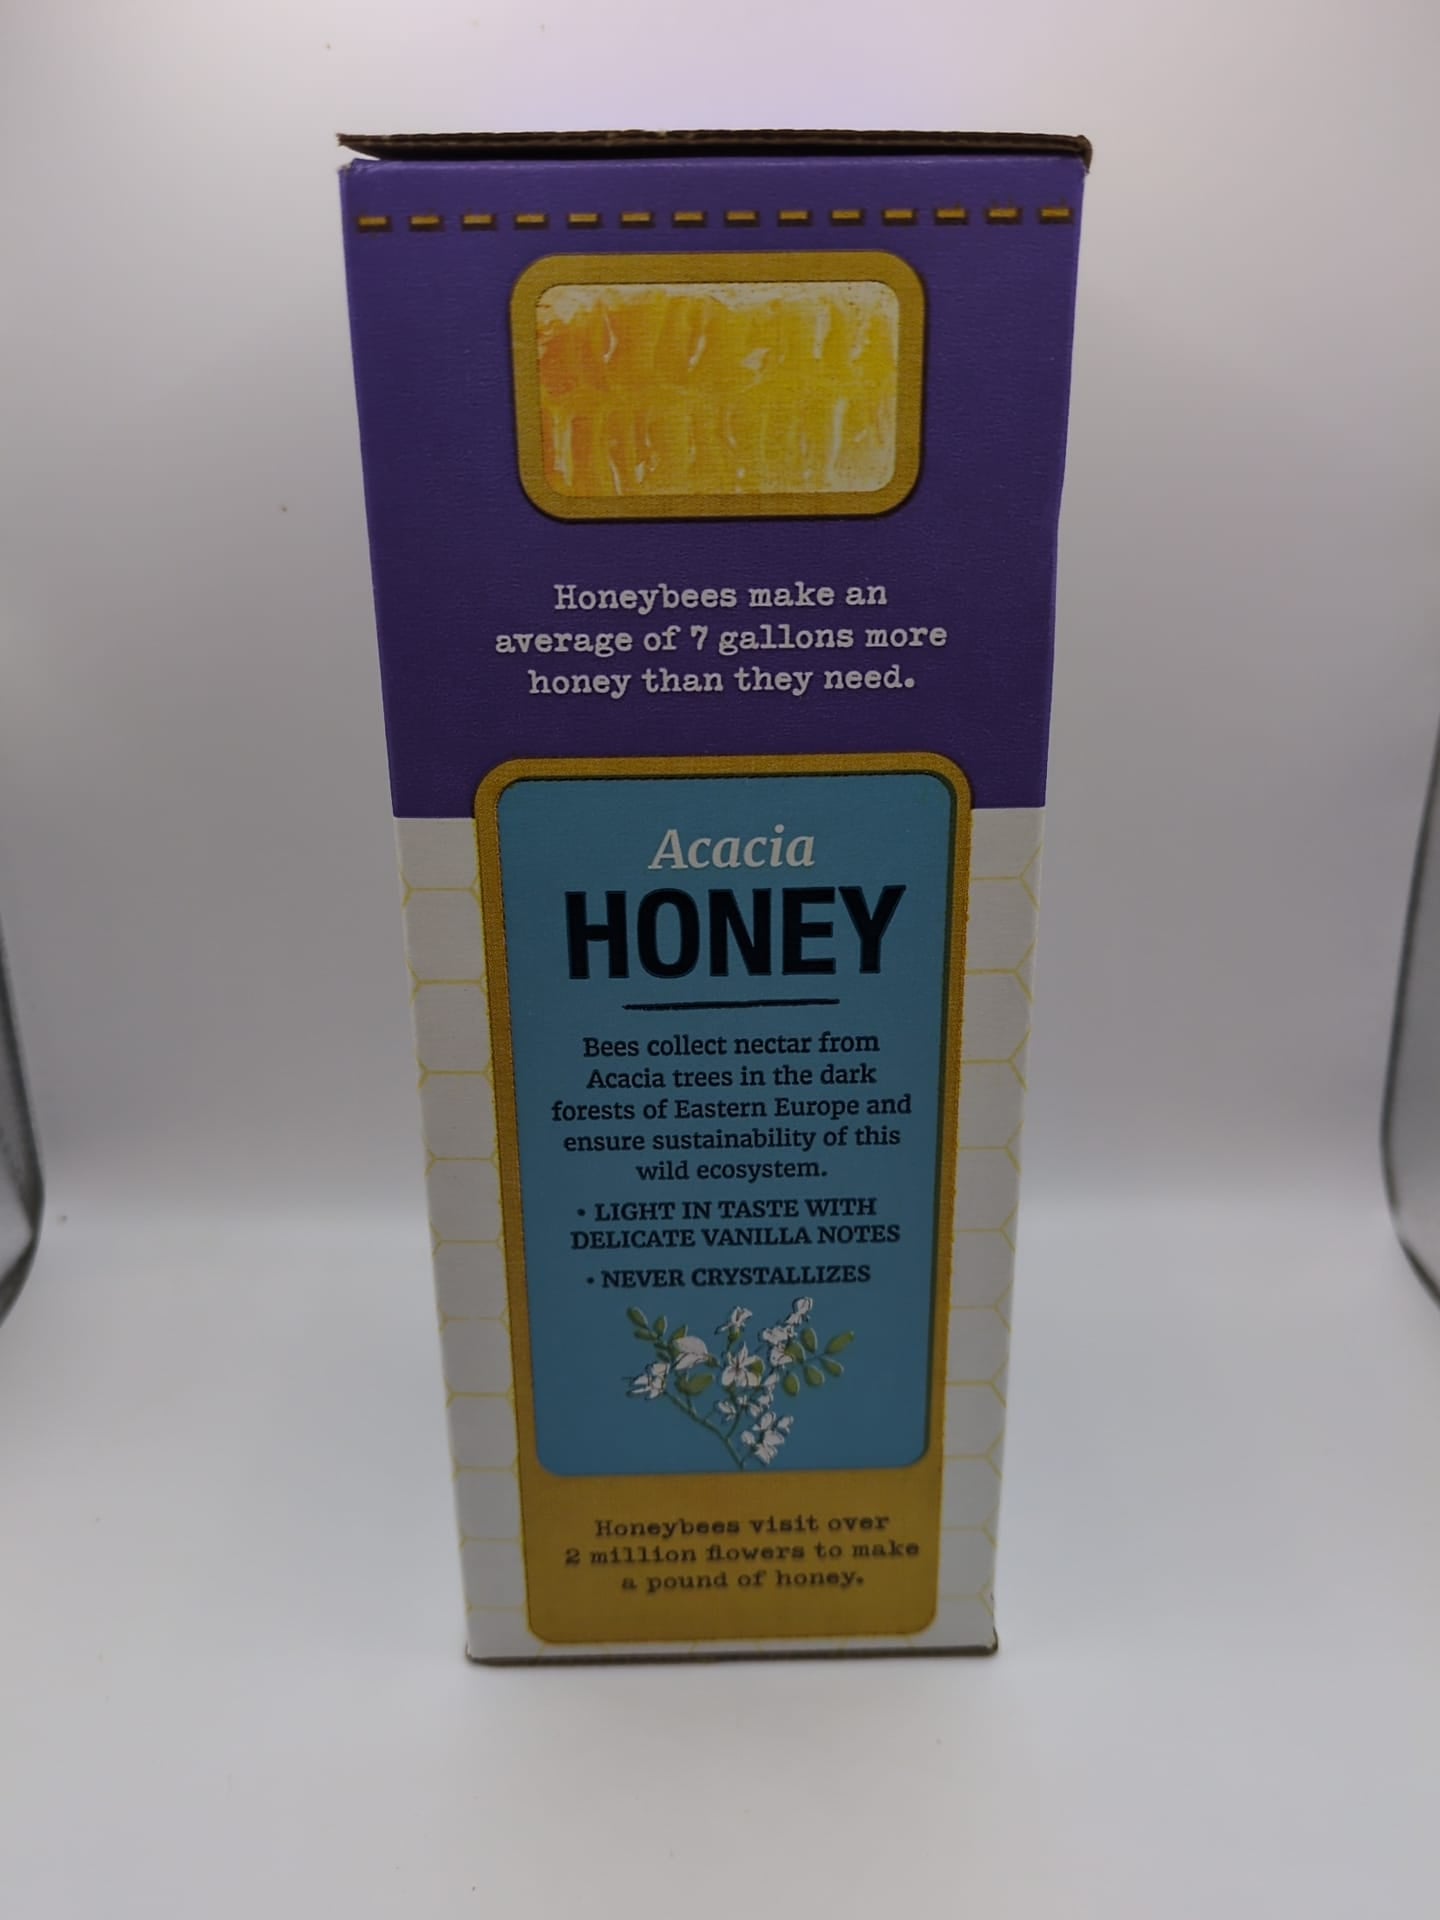 Honeybees make an
average of 7 gallons more
honey than they need.
Acacia
HONEY
Bees collect nectar from
Acacia trees in the dark
forests of Eastern Europe and
ensure sustainability of this
wild ecosystem.
• LIGHT IN TASTE WITH
DELICATE VANILLA NOTES
• NEVER CRYSTALLIZES
Honeybees visit over
2 million flowers to make
a pound of honey.